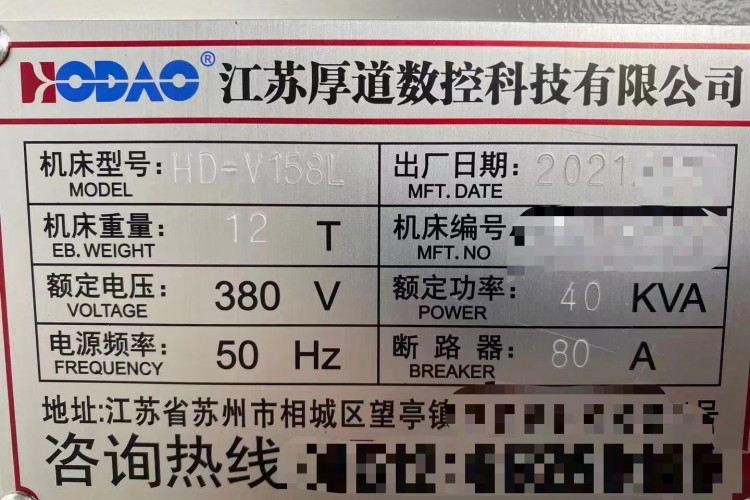 HODAO® 江苏厚道数控科技有限公司
机床型号: HD-V158L 出厂日期: 2021
MODEL MFT. DATE
机床重量: 12 T 机床编号:
EB. WEIGHT MFT.NO
额定电压: 380 V 额定功率: 40 KVA
VOLTAGE POWER
电源频率: 50 Hz 断路器: 80 A
FREQUENCY BREAKER
地址:江苏省苏州市相城区望亭镇 号
咨询热线